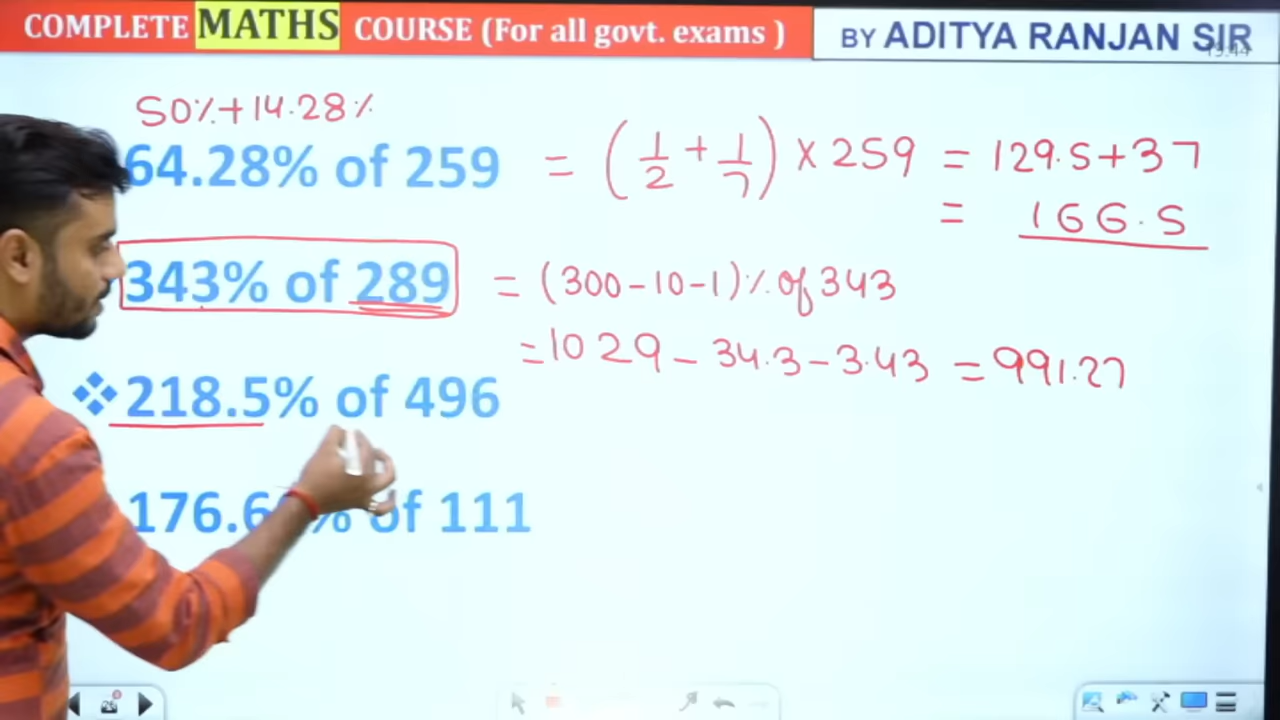 COMPLETE MATHS COURSE (For all govt. exams )
BY ADITYA RANJAN SIR
50%+14.28%
64.28% of 259 = (1/2 + 1/7) × 259 = 129.5+37
= 166.5
343% of 289 = (300-10-1)% of 343
=1029-34.3-3.43 =991.27
❖218.5% of 496
176.6 % of 111